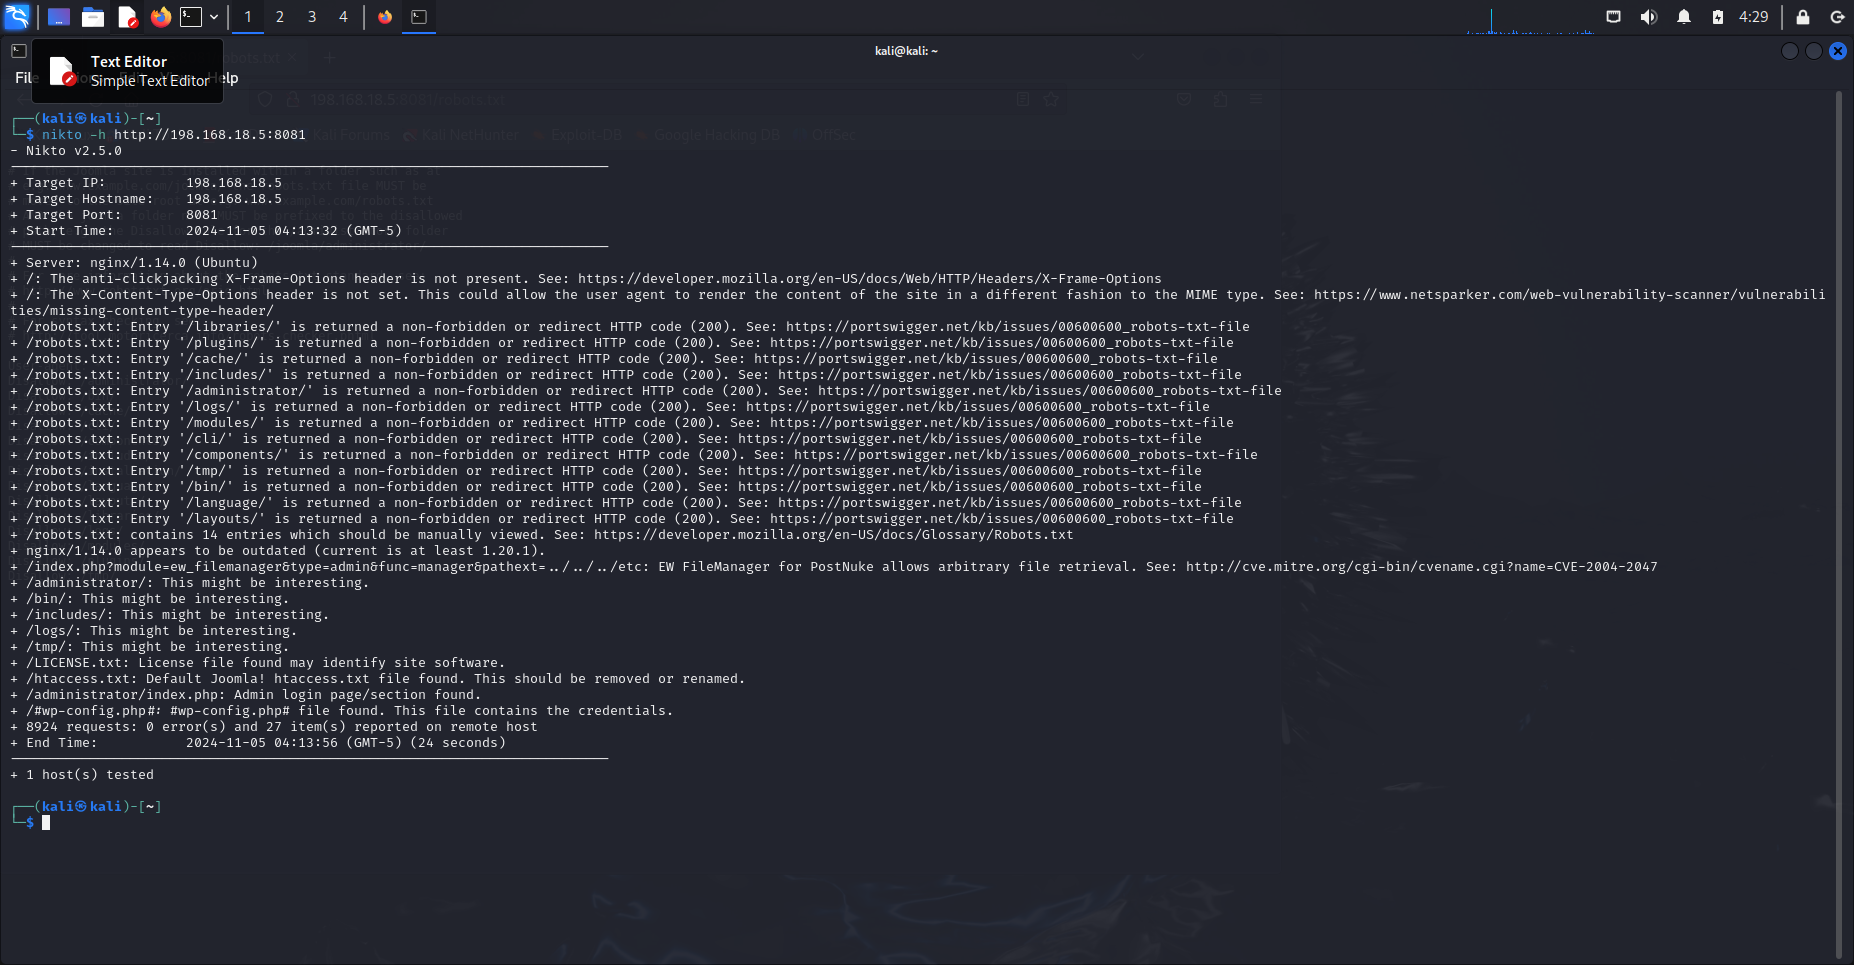 1 2 3 4
4:29
kali@kali: ~
robots.txt
Text Editor
Simple Text Editor
File Edit Help
198.168.18.5:8081/robots.txt
┌──(kali㉿kali)-[~]
└─$ nikto -h http://198.168.18.5:8081
Kali Forums Kali NetHunter Exploit-DB Google Hacking DB OffSec
- Nikto v2.5.0
+ Target IP: 198.168.18.5
+ Target Hostname: 198.168.18.5
+ Target Port: 8081
+ Start Time: 2024-11-05 04:13:32 (GMT-5)
+ Server: nginx/1.14.0 (Ubuntu)
+ /: The anti-clickjacking X-Frame-Options header is not present. See: https://developer.mozilla.org/en-US/docs/Web/HTTP/Headers/X-Frame-Options
+ /: The X-Content-Type-Options header is not set. This could allow the user agent to render the content of the site in a different fashion to the MIME type. See: https://www.netsparker.com/web-vulnerability-scanner/vulnerabili
ties/missing-content-type-header/
+ /robots.txt: Entry '/libraries/' is returned a non-forbidden or redirect HTTP code (200). See: https://portswigger.net/kb/issues/00600600_robots-txt-file
+ /robots.txt: Entry '/plugins/' is returned a non-forbidden or redirect HTTP code (200). See: https://portswigger.net/kb/issues/00600600_robots-txt-file
+ /robots.txt: Entry '/cache/' is returned a non-forbidden or redirect HTTP code (200). See: https://portswigger.net/kb/issues/00600600_robots-txt-file
+ /robots.txt: Entry '/includes/' is returned a non-forbidden or redirect HTTP code (200). See: https://portswigger.net/kb/issues/00600600_robots-txt-file
+ /robots.txt: Entry '/administrator/' is returned a non-forbidden or redirect HTTP code (200). See: https://portswigger.net/kb/issues/00600600_robots-txt-file
+ /robots.txt: Entry '/logs/' is returned a non-forbidden or redirect HTTP code (200). See: https://portswigger.net/kb/issues/00600600_robots-txt-file
+ /robots.txt: Entry '/modules/' is returned a non-forbidden or redirect HTTP code (200). See: https://portswigger.net/kb/issues/00600600_robots-txt-file
+ /robots.txt: Entry '/cli/' is returned a non-forbidden or redirect HTTP code (200). See: https://portswigger.net/kb/issues/00600600_robots-txt-file
+ /robots.txt: Entry '/components/' is returned a non-forbidden or redirect HTTP code (200). See: https://portswigger.net/kb/issues/00600600_robots-txt-file
+ /robots.txt: Entry '/tmp/' is returned a non-forbidden or redirect HTTP code (200). See: https://portswigger.net/kb/issues/00600600_robots-txt-file
+ /robots.txt: Entry '/bin/' is returned a non-forbidden or redirect HTTP code (200). See: https://portswigger.net/kb/issues/00600600_robots-txt-file
+ /robots.txt: Entry '/language/' is returned a non-forbidden or redirect HTTP code (200). See: https://portswigger.net/kb/issues/00600600_robots-txt-file
+ /robots.txt: Entry '/layouts/' is returned a non-forbidden or redirect HTTP code (200). See: https://portswigger.net/kb/issues/00600600_robots-txt-file
+ /robots.txt: contains 14 entries which should be manually viewed. See: https://developer.mozilla.org/en-US/docs/Glossary/Robots.txt
+ nginx/1.14.0 appears to be outdated (current is at least 1.20.1).
+ /index.php?module=ew_filemanager&type=admin&func=manager&pathext=../../../etc: EW FileManager for PostNuke allows arbitrary file retrieval. See: http://cve.mitre.org/cgi-bin/cvename.cgi?name=CVE-2004-2047
+ /administrator/: This might be interesting.
+ /bin/: This might be interesting.
+ /includes/: This might be interesting.
+ /logs/: This might be interesting.
+ /tmp/: This might be interesting.
+ /LICENSE.txt: License file found may identify site software.
+ /htaccess.txt: Default Joomla! htaccess.txt file found. This should be removed or renamed.
+ /administrator/index.php: Admin login page/section found.
+ /#wp-config.php#: #wp-config.php# file found. This file contains the credentials.
+ 8924 requests: 0 error(s) and 27 item(s) reported on remote host
+ End Time: 2024-11-05 04:13:56 (GMT-5) (24 seconds)
+ 1 host(s) tested
┌──(kali㉿kali)-[~]
└─$